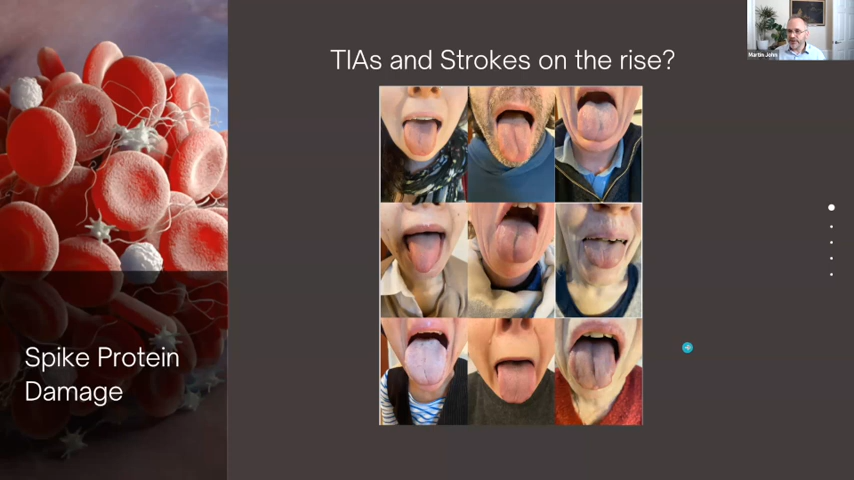 TIAs and Strokes on the rise?
Martin John
Spike Protein
Damage